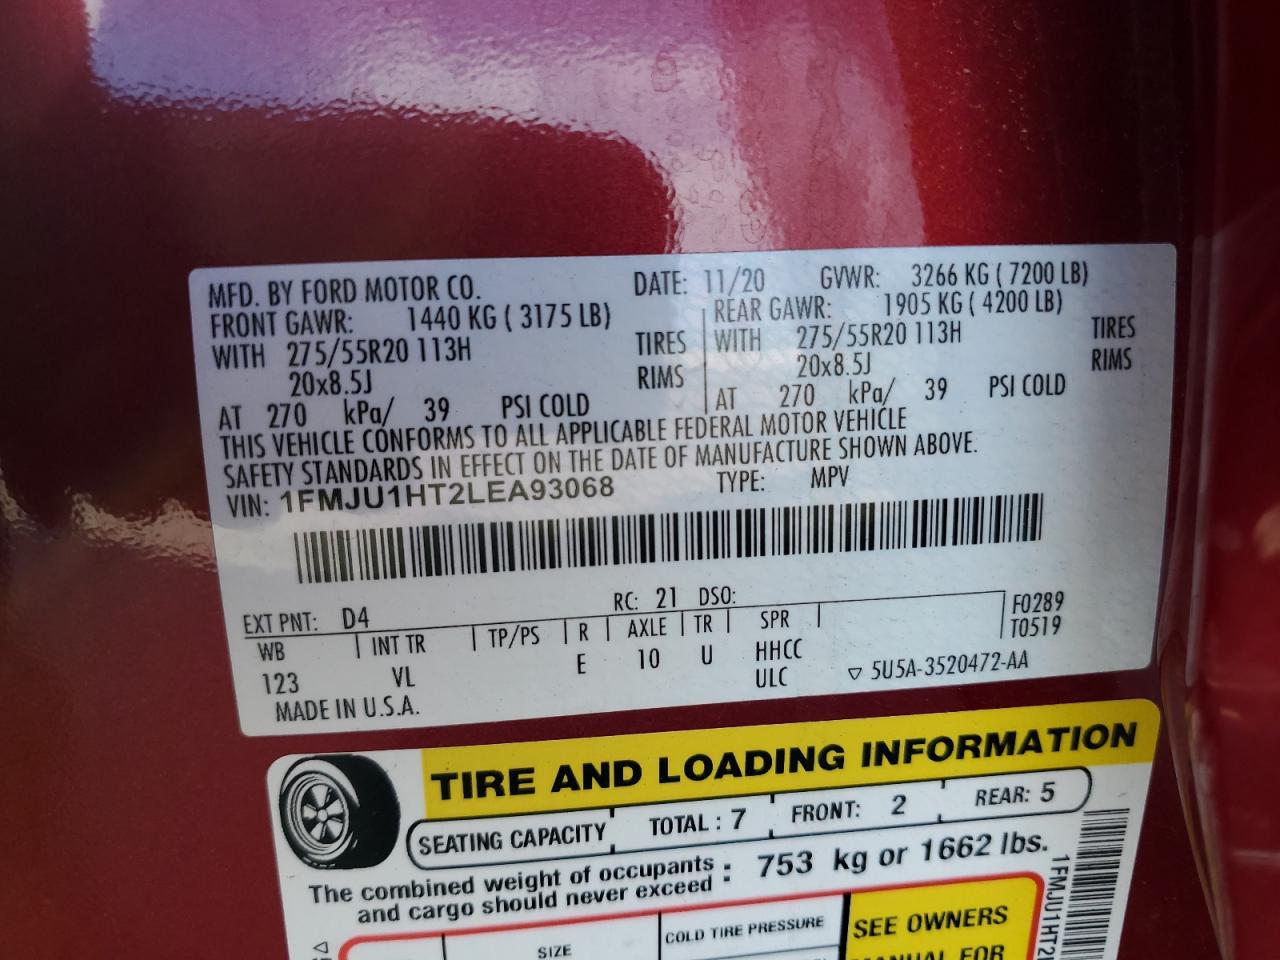 MFD. BY FORD MOTOR CO. DATE: 11/20 GVWR: 3266 KG ( 7200 LB)
FRONT GAWR: 1440 KG ( 3175 LB) REAR GAWR: 1905 KG ( 4200 LB)
WITH 275/55R20 113H TIRES WITH 275/55R20 113H TIRES
20x8.5J RIMS 20x8.5J RIMS
AT 270 kPa/ 39 PSI COLD AT 270 kPa/ 39 PSI COLD
THIS VEHICLE CONFORMS TO ALL APPLICABLE FEDERAL MOTOR VEHICLE
SAFETY STANDARDS IN EFFECT ON THE DATE OF MANUFACTURE SHOWN ABOVE.
VIN: 1FMJU1HT2LEA93068 TYPE: MPV
EXT PNT: D4 RC: 21 DSO: F0289
WB INT TR TP/PS R AXLE TR SPR T0519
123 VL E 10 U HHCC
ULC ▽ 5U5A-3520472-AA
MADE IN U.S.A.
TIRE AND LOADING INFORMATION
SEATING CAPACITY TOTAL : 7 FRONT: 2 REAR: 5
The combined weight of occupants
and cargo should never exceed : 753 kg or 1662 lbs.
SIZE COLD TIRE PRESSURE SEE OWNERS
MANUAL FOR
1FMJU1HT2